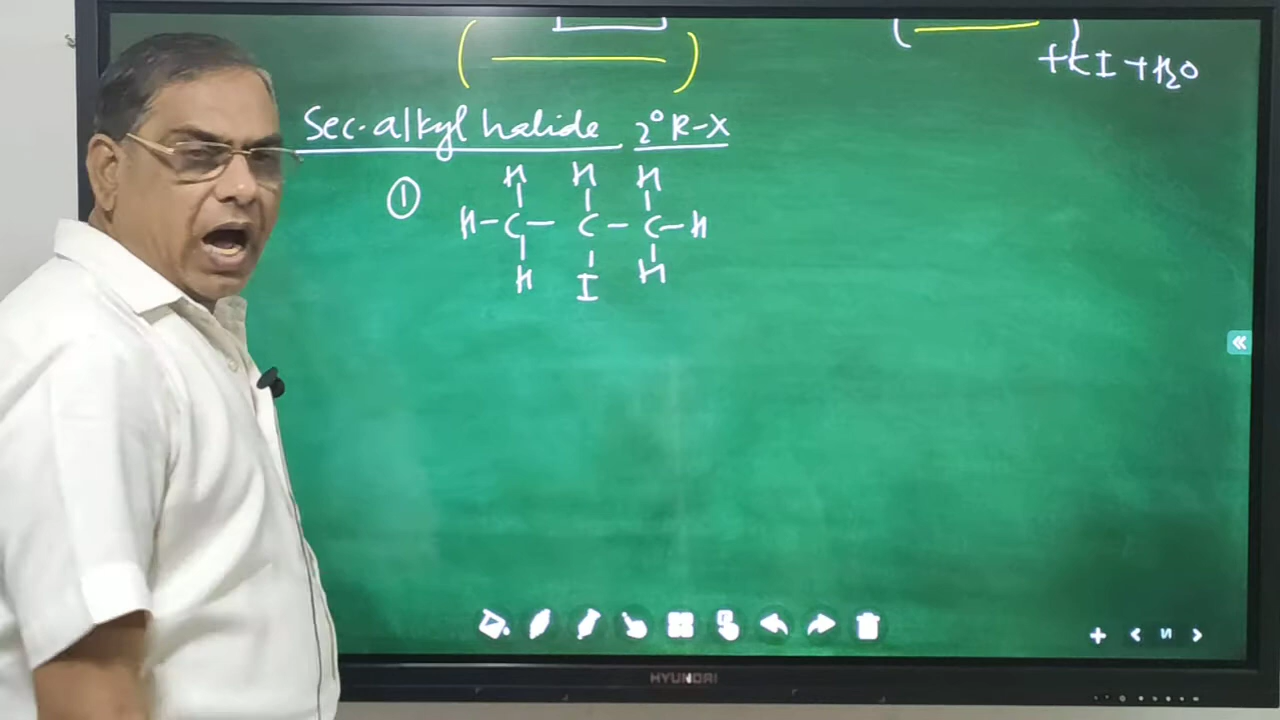 +KI+H2O
Sec-alkyl halide 2° R-X
H H H
① H-C-C-C-H
H I H
HYUNDAI